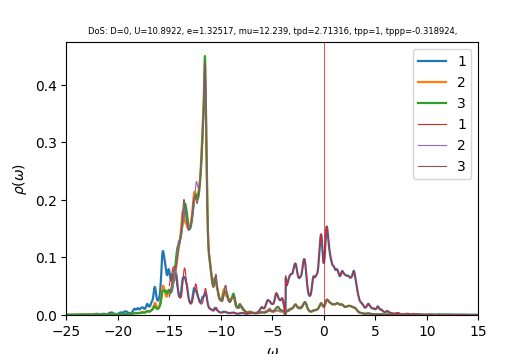 DoS: D=0, U=10.8922, e=1.32517, mu=12.239, tpd=2.71316, tpp=1, tppp=-0.318924,
ρ(ω)
0.4
0.3
0.2
0.1
0.0
1
2
3
1
2
3
−25 −20 −15 −10 −5 0 5 10 15
ω